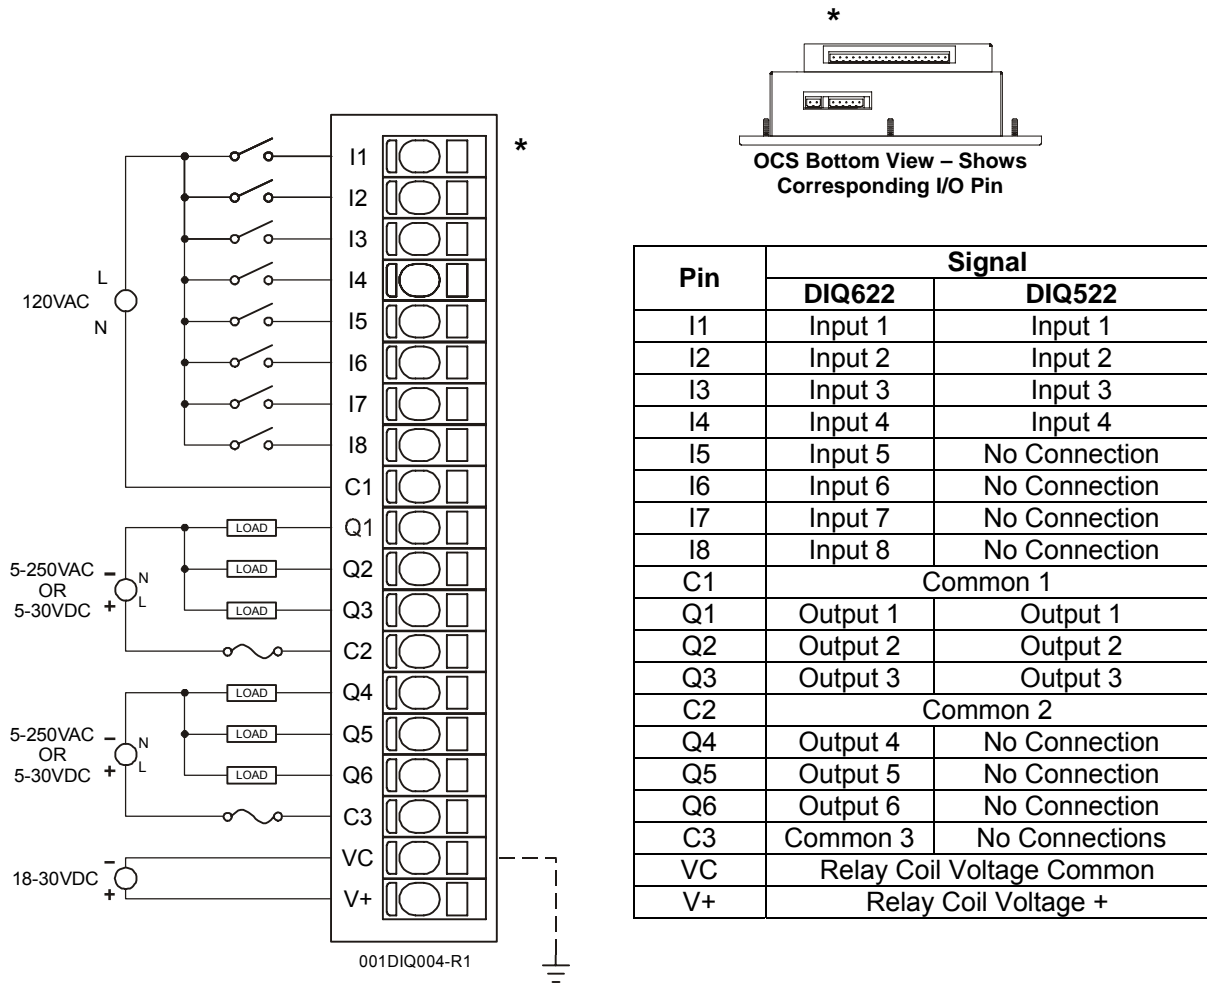 *
OCS Bottom View – Shows
Corresponding I/O Pin
*
I1
I2
I3
I4
I5
I6
I7
I8
C1
Q1
Q2
Q3
C2
Q4
Q5
Q6
C3
VC
V+
L
120VAC
N
LOAD
LOAD
LOAD
5-250VAC – N
OR
5-30VDC + L
LOAD
LOAD
LOAD
5-250VAC – N
OR
5-30VDC + L
–
18-30VDC
+
001DIQ004-R1
Pin Signal
DIQ622 DIQ522
I1 Input 1 Input 1
I2 Input 2 Input 2
I3 Input 3 Input 3
I4 Input 4 Input 4
I5 Input 5 No Connection
I6 Input 6 No Connection
I7 Input 7 No Connection
I8 Input 8 No Connection
C1 Common 1
Q1 Output 1 Output 1
Q2 Output 2 Output 2
Q3 Output 3 Output 3
C2 Common 2
Q4 Output 4 No Connection
Q5 Output 5 No Connection
Q6 Output 6 No Connection
C3 Common 3 No Connections
VC Relay Coil Voltage Common
V+ Relay Coil Voltage +